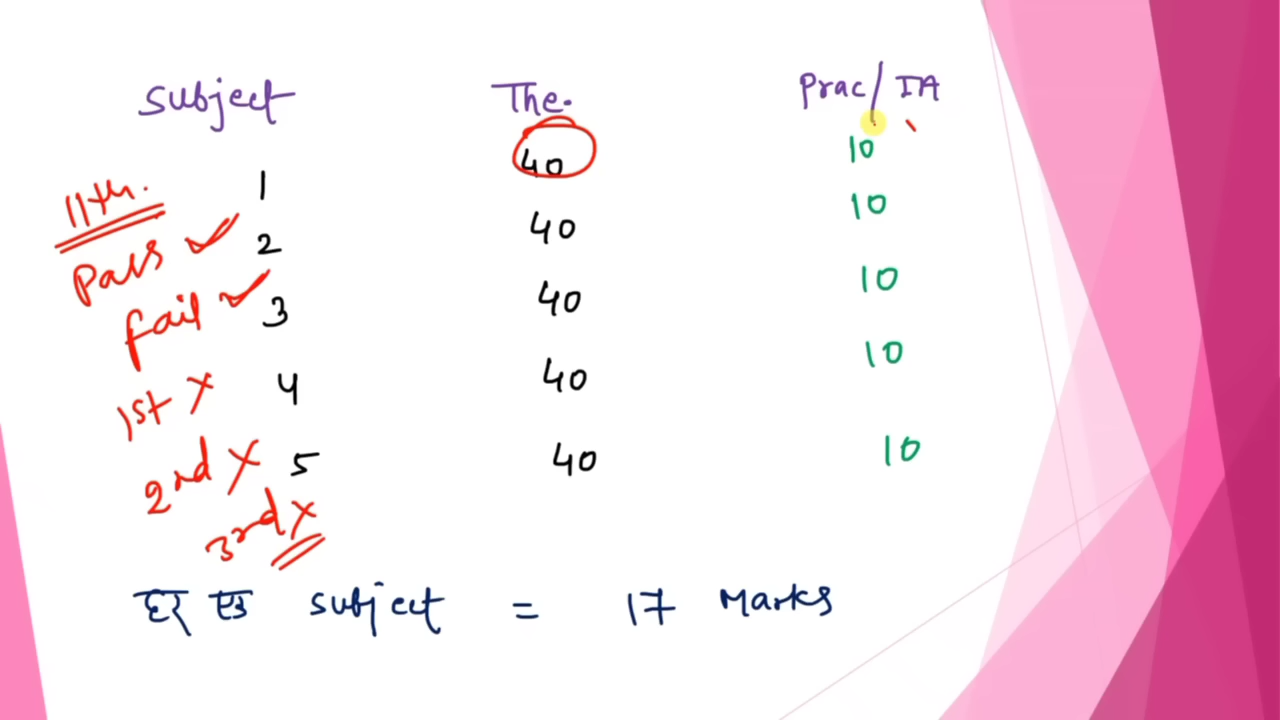 Subject The. Prac/IA
11th.
1 40 10
Pass ✓
2 40 10
fail ✓
3 40 10
1st X
4 40 10
2nd X
5 40 10
3rd X
हर एक subject = 17 Marks